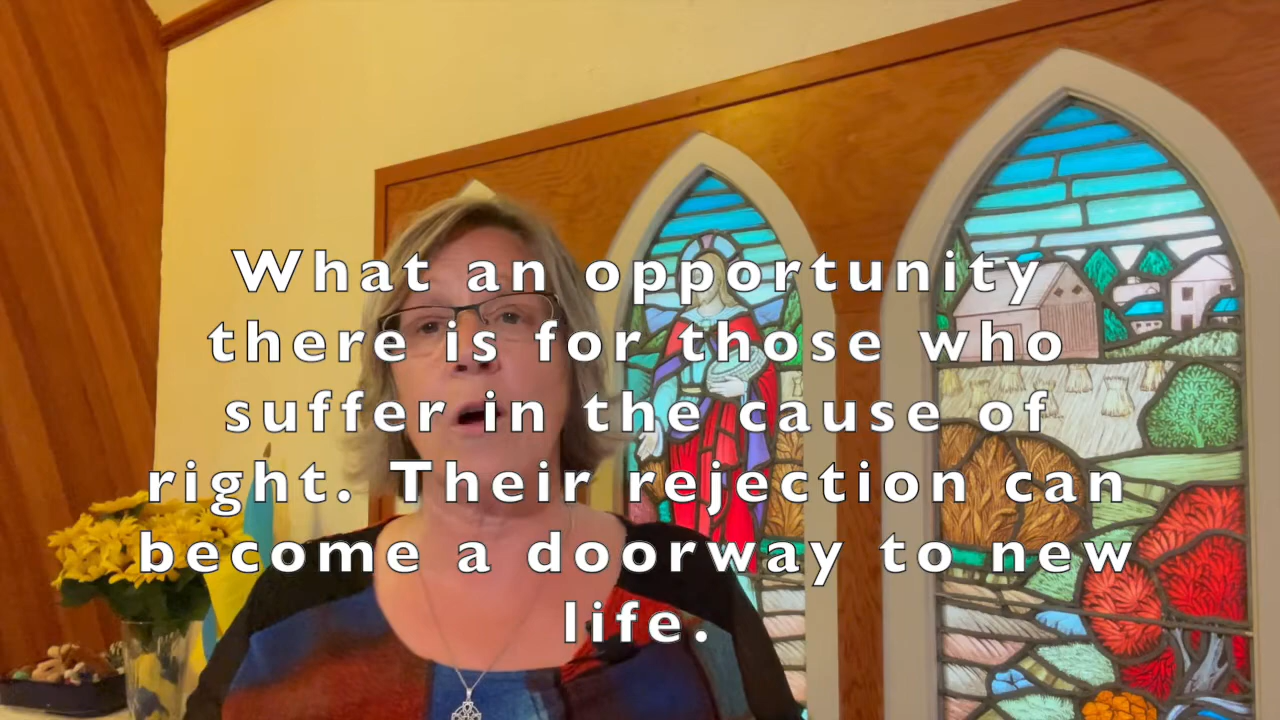 What an opportunity
there is for those who
suffer in the cause of
right. Their rejection can
become a doorway to new
life.